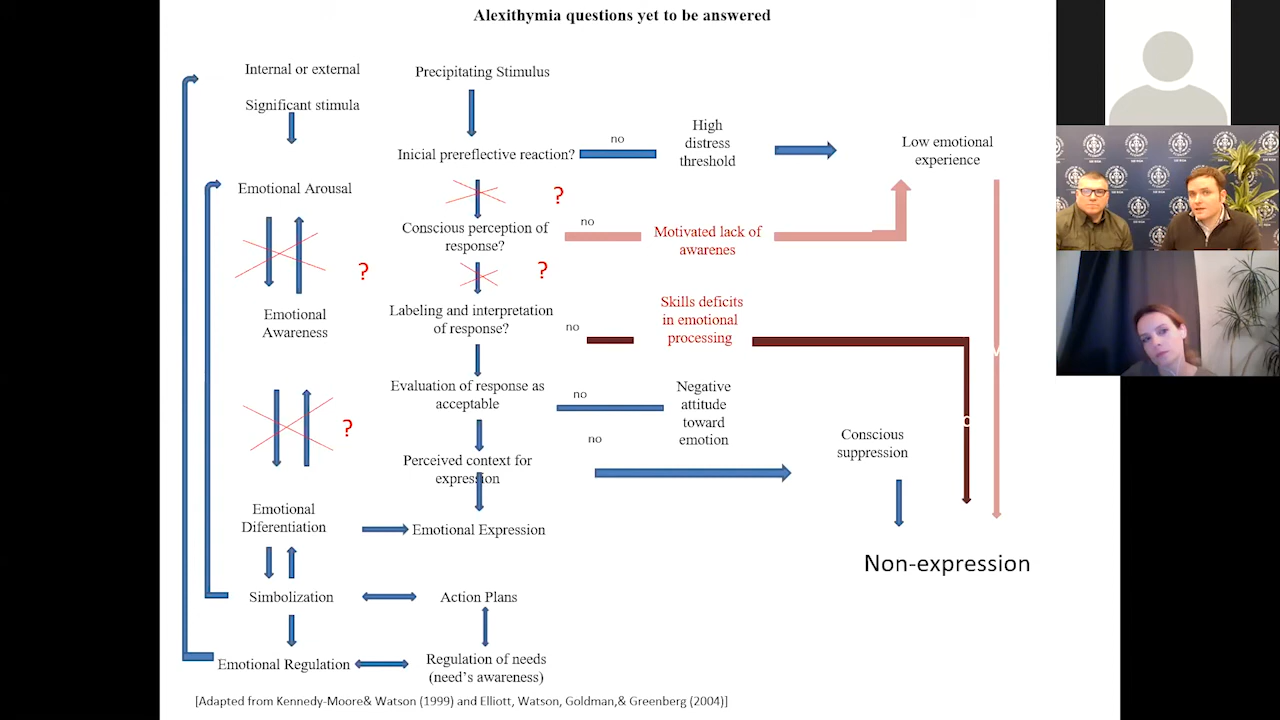 Alexithymia questions yet to be answered
Internal or external
Significant stimula
Emotional Arousal
?
Emotional
Awareness
?
Emotional
Diferentiation
Simbolization
Emotional Regulation
Precipitating Stimulus
Inicial prereflective reaction?
no
High
distress
threshold
Low emotional
experience
?
Conscious perception of
response?
no
Motivated lack of
awarenes
?
Labeling and interpretation
of response?
no
Skills deficits
in emotional
processing
Evaluation of response as
acceptable
no
Negative
attitude
toward
emotion
no
Perceived context for
expression
Conscious
suppression
Emotional Expression
Non-expression
Action Plans
Regulation of needs
(need's awareness)
[Adapted from Kennedy-Moore& Watson (1999) and Elliott, Watson, Goldman,& Greenberg (2004)]